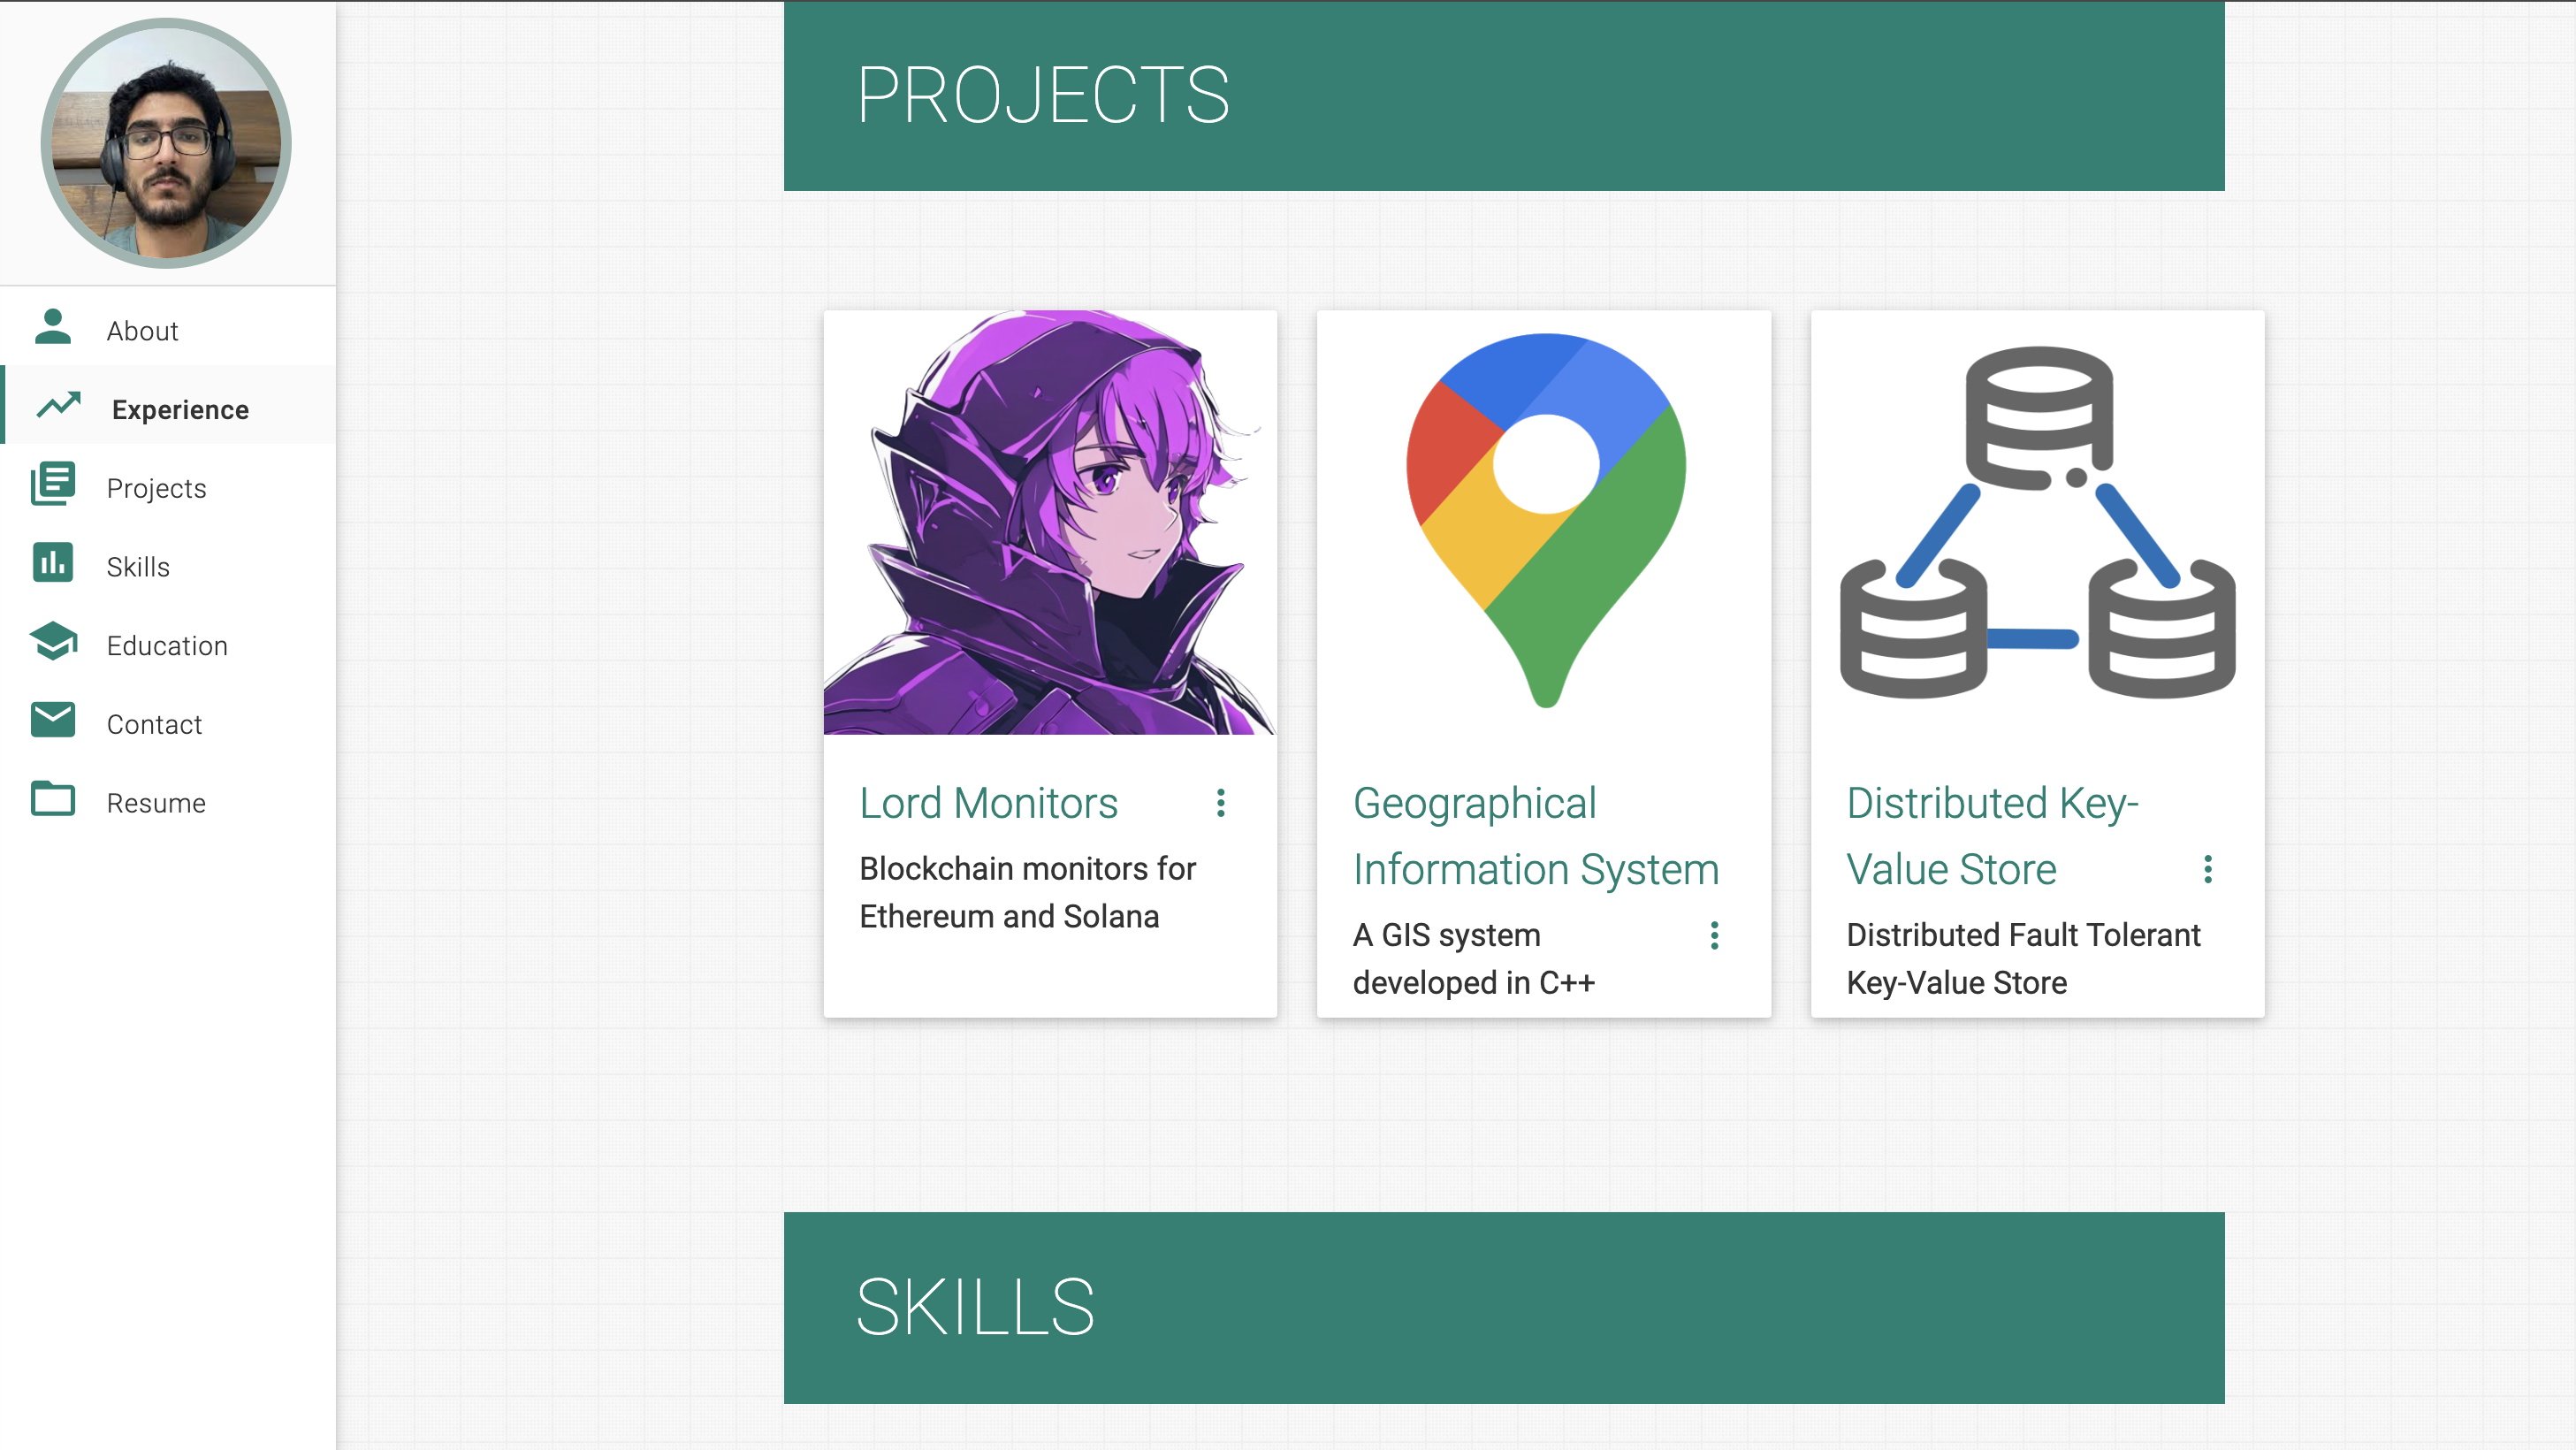 About
Experience
Projects
Skills
Education
Contact
Resume
PROJECTS
Lord Monitors
Blockchain monitors for
Ethereum and Solana
Geographical
Information System
A GIS system
developed in C++
Distributed Key-
Value Store
Distributed Fault Tolerant
Key-Value Store
SKILLS